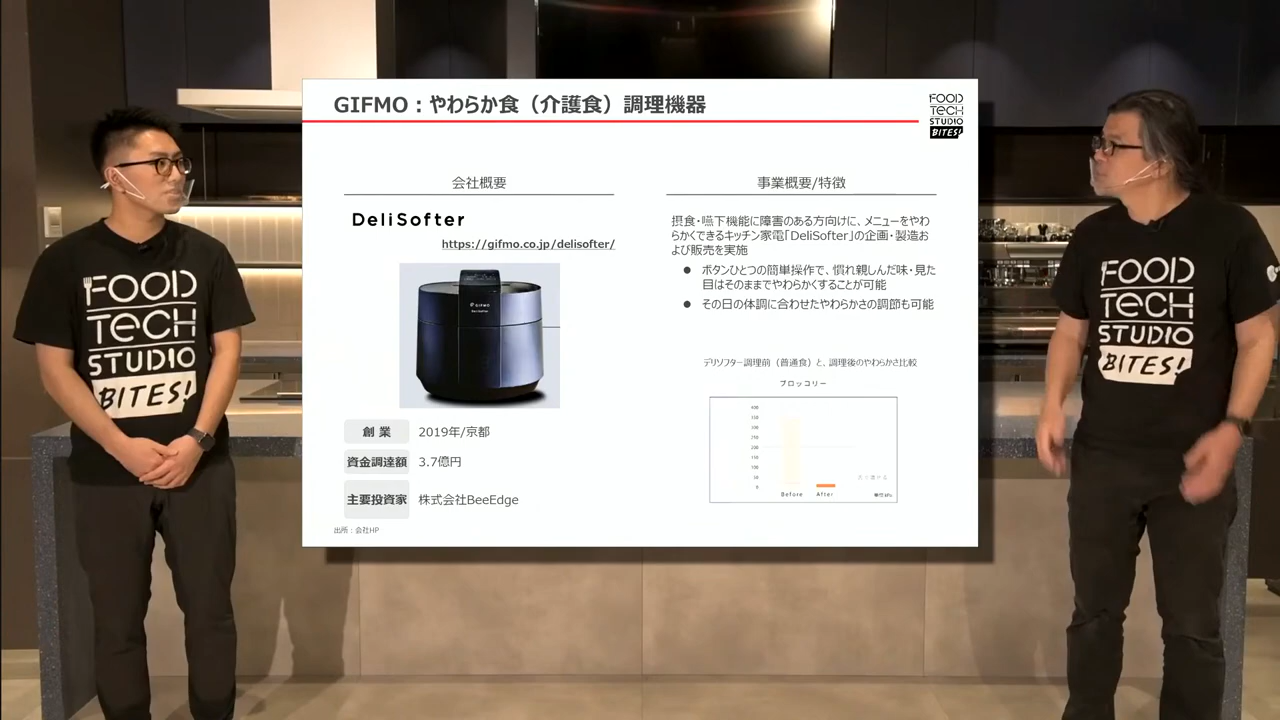 GIFMO：やわらか食（介護食）調理機器
FOOD
TECH
STUDIO
BITES!
会社概要
DeliSofter
https://gifmo.co.jp/delisofter/
GIFMO
DeliSofter
創業 2019年/京都
資金調達額 3.7億円
主要投資家 株式会社BeeEdge
出所：会社HP
事業概要/特徴
摂食・嚥下機能に障害のある方向けに、メニューをやわ
らかくできるキッチン家電「DeliSofter」の企画・製造お
よび販売を実施
● ボタンひとつの簡単操作で、慣れ親しんだ味・見た
目はそのままでやわらかくすることが可能
● その日の体調に合わせたやわらかさの調節も可能
デリソフター調理前（普通食）と、調理後のやわらかさ比較
ブロッコリー
400
350
300
250
200
150
100
50
0
Before After
FOOD
TECH
STUDIO
BITES!
FOOD
TECH
STUDIO
BITES!